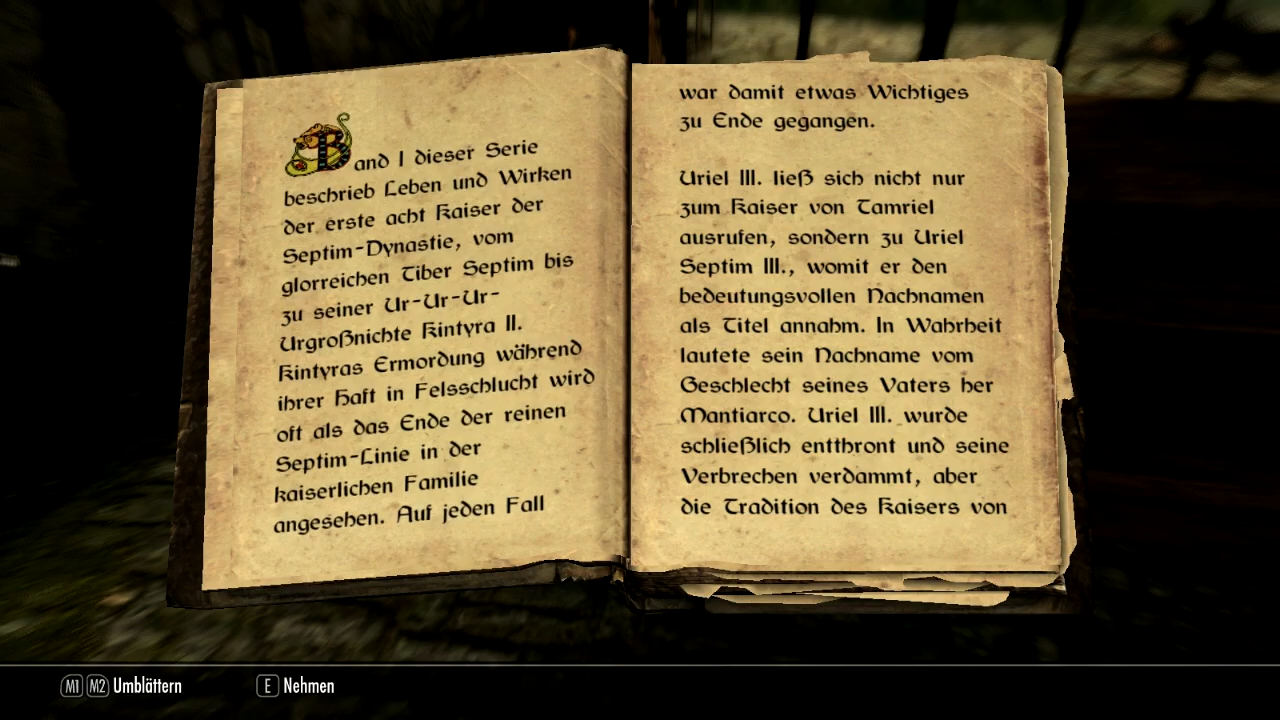 Band I dieser Serie
beschrieb Leben und Wirken
der erste acht Kaiser der
Septim-Dynastie, vom
glorreichen Tiber Septim bis
zu seiner Ur-Ur-Ur-
Urgroßnichte Kintyra II.
Kintyras Ermordung während
ihrer Haft in Felsschlucht wird
oft als das Ende der reinen
Septim-Linie in der
kaiserlichen Familie
angesehen. Auf jeden Fall
war damit etwas Wichtiges
zu Ende gegangen.
Uriel III. ließ sich nicht nur
zum Kaiser von Tamriel
ausrufen, sondern zu Uriel
Septim III., womit er den
bedeutungsvollen Nachnamen
als Titel annahm. In Wahrheit
lautete sein Nachname vom
Geschlecht seines Vaters her
Mantiarco. Uriel III. wurde
schließlich entthront und seine
Verbrechen verdammt, aber
die Tradition des Kaisers von
M1 M2 Umblättern E Nehmen